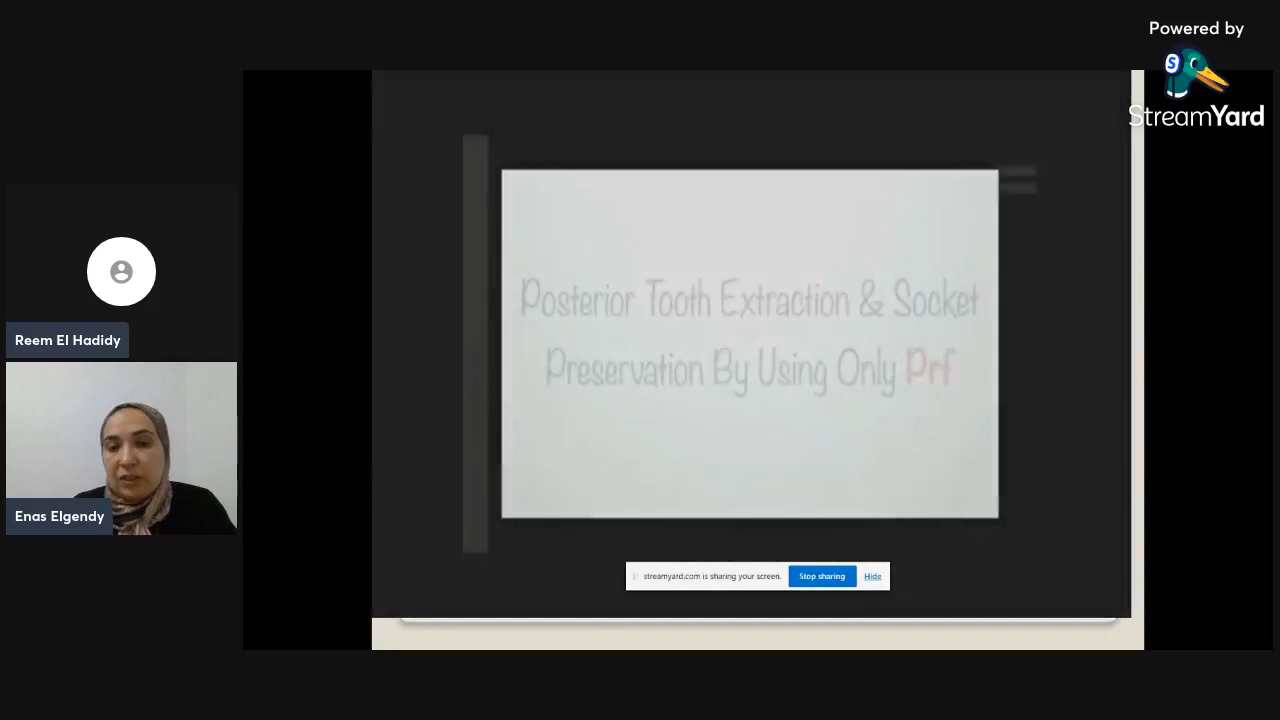 Powered by
StreamYard
Posterior Tooth Extraction & Socket
Preservation By Using Only Prf
Reem El Hadidy
Enas Elgendy
streamyard.com is sharing your screen.
Stop sharing
Hide